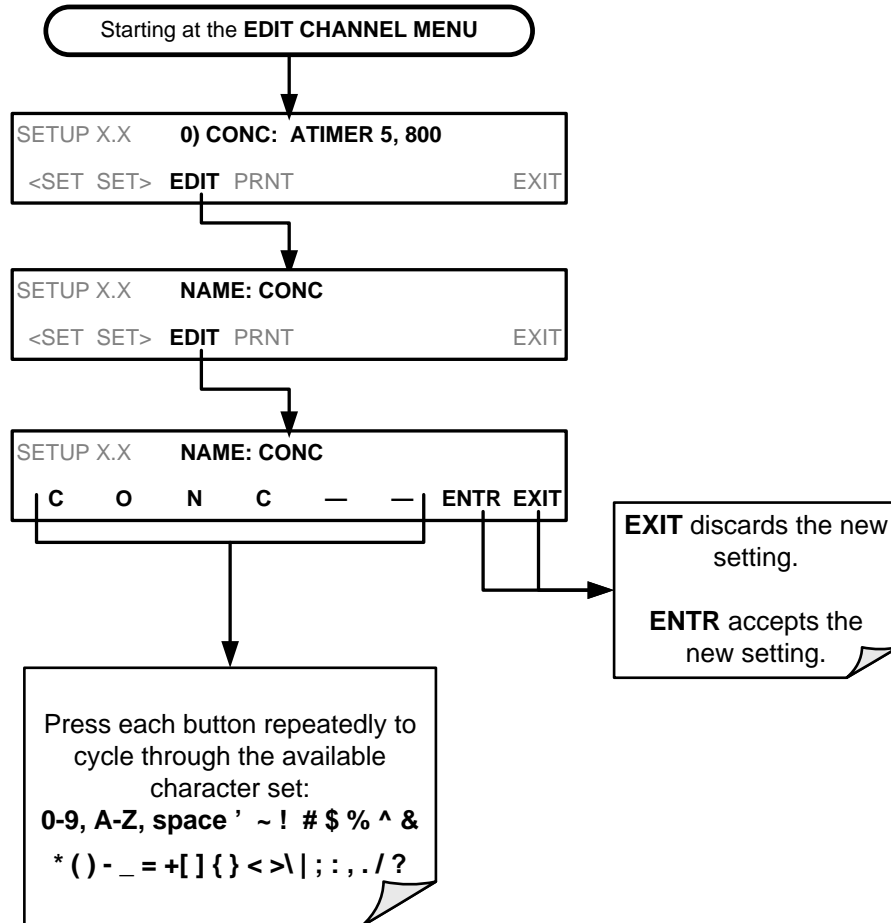 Starting at the EDIT CHANNEL MENU
SETUP X.X 0) CONC: ATIMER 5, 800
<SET SET> EDIT PRNT EXIT
SETUP X.X NAME: CONC
<SET SET> EDIT PRNT EXIT
SETUP X.X NAME: CONC
C O N C — — ENTR EXIT
EXIT discards the new
setting.
ENTR accepts the
new setting.
Press each button repeatedly to
cycle through the available
character set:
0-9, A-Z, space ’ ~ ! # $ % ^ &
* ( ) - _ = +[ ] { } < >\ | ; : , . / ?